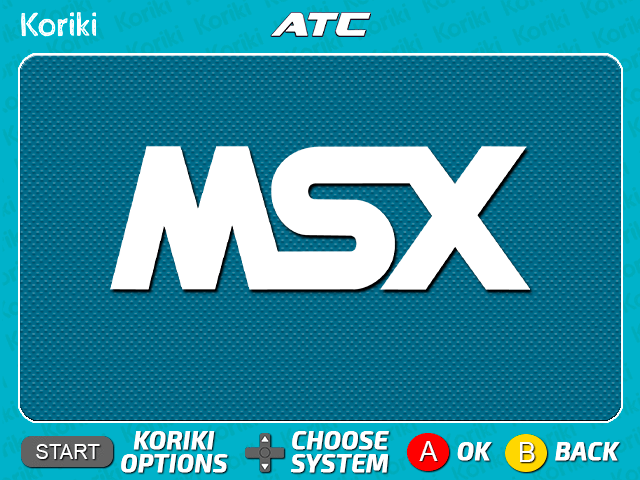 Koriki
ATC
MSX
START
KORIKI
OPTIONS
CHOOSE
SYSTEM
A OK
B BACK